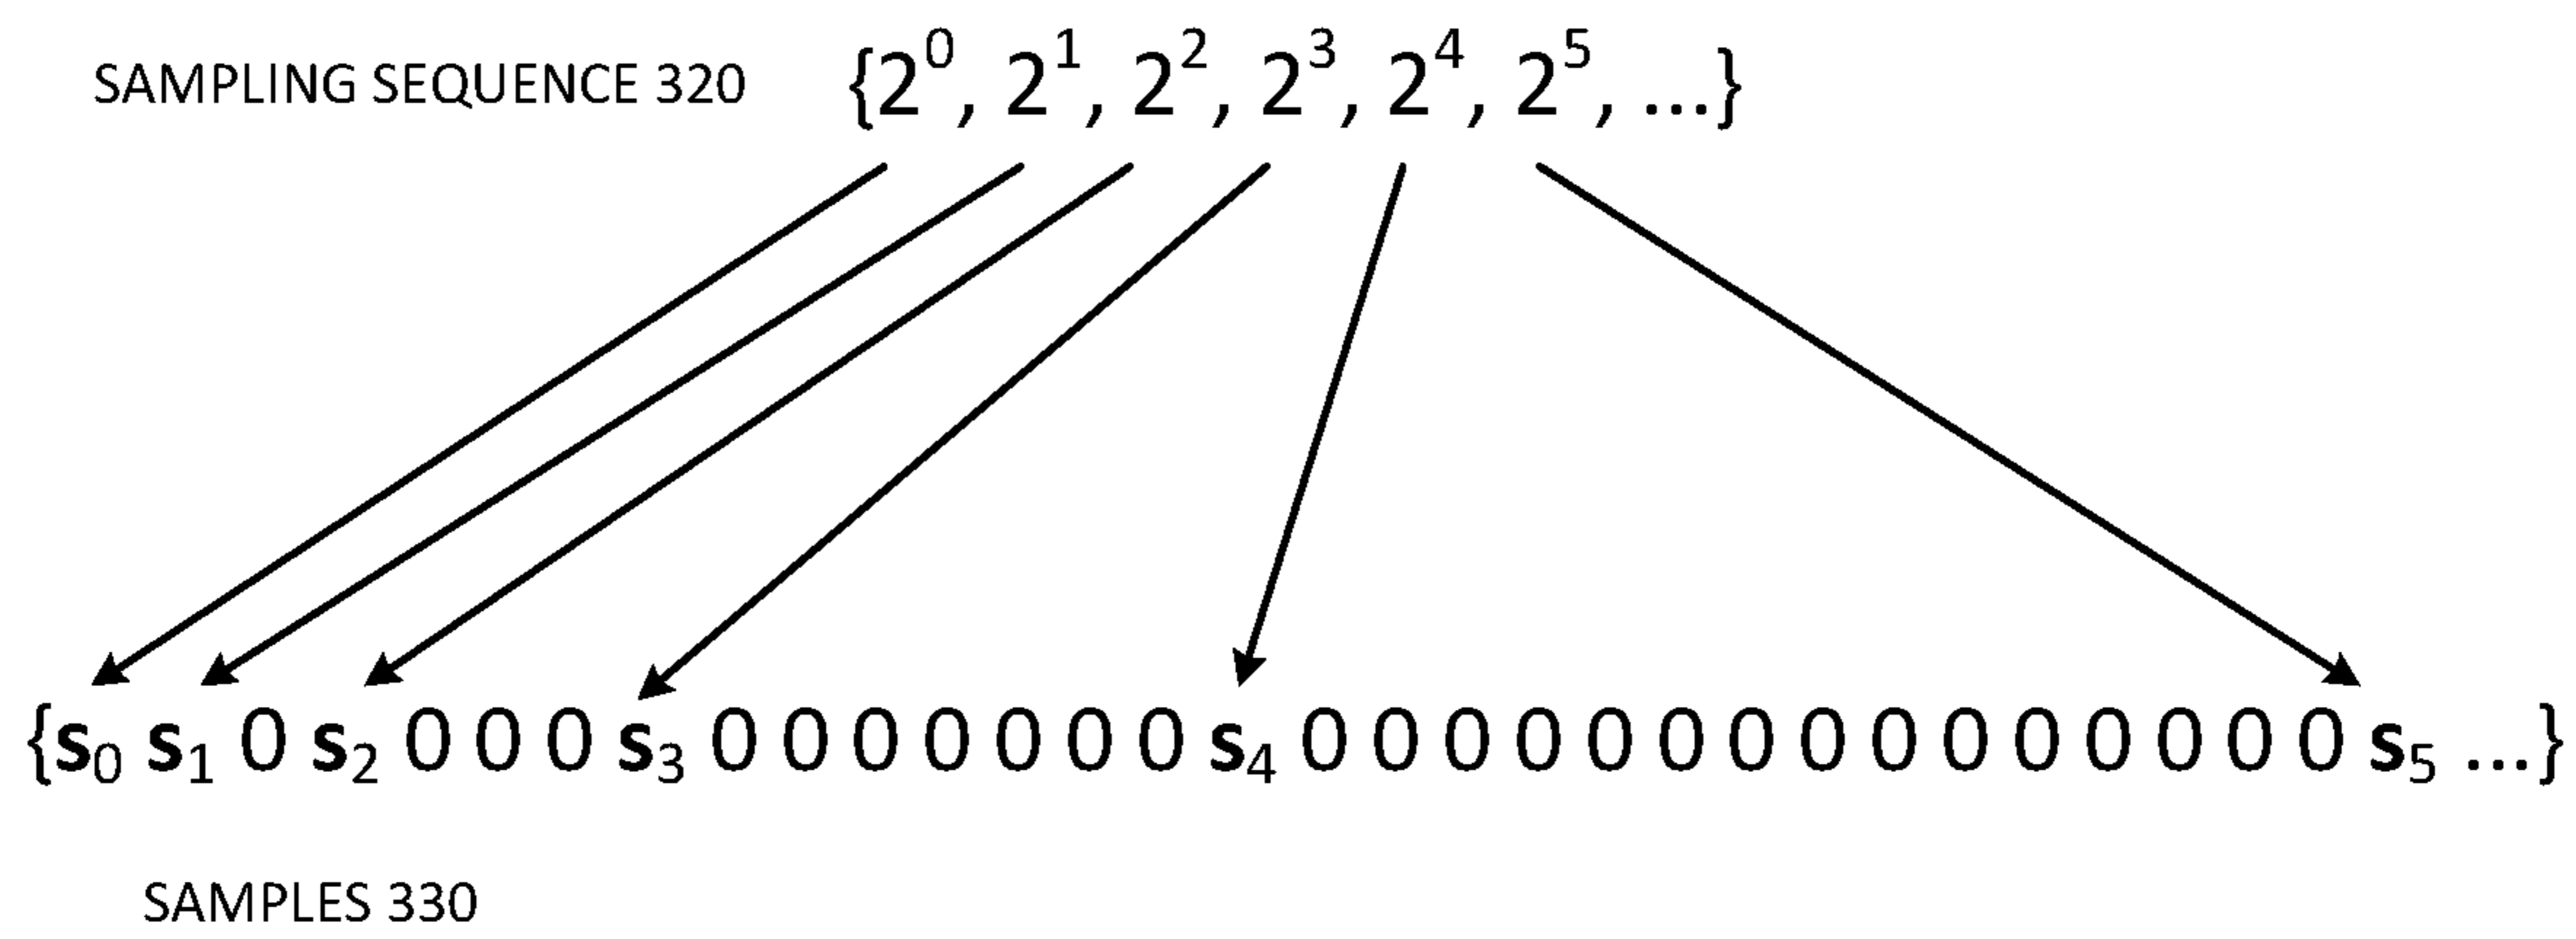 SAMPLING SEQUENCE 320 {2⁰, 2¹, 2², 2³, 2⁴, 2⁵, ...}
{s₀ s₁ 0 s₂ 0 0 0 s₃ 0 0 0 0 0 0 0 s₄ 0 0 0 0 0 0 0 0 0 0 0 0 0 0 0 s₅ ...}
SAMPLES 330